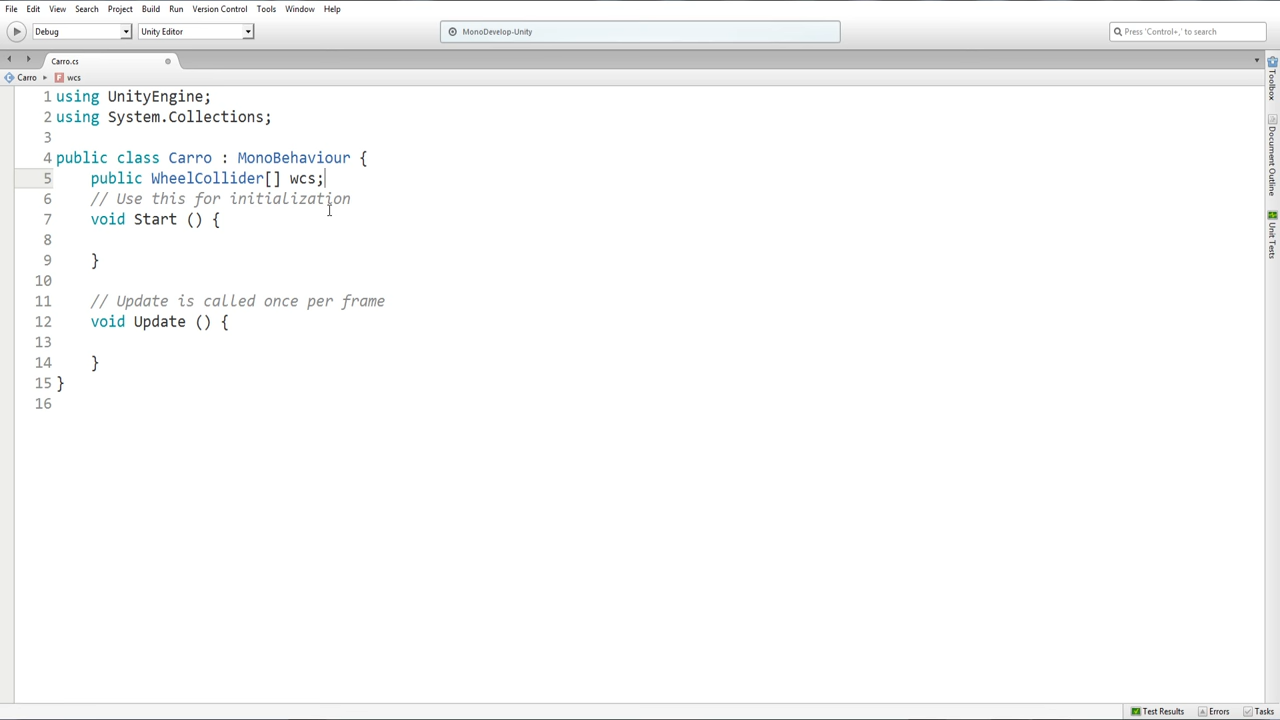 File Edit View Search Project Build Run Version Control Tools Window Help
Debug Unity Editor MonoDevelop-Unity Press 'Control+,' to search
Carro.cs
Carro wcs
1 using UnityEngine;
2 using System.Collections;
3
4 public class Carro : MonoBehaviour {
5 public WheelCollider[] wcs;
6 // Use this for initialization
7 void Start () {
8
9 }
10
11 // Update is called once per frame
12 void Update () {
13
14 }
15 }
16
Toolbox
Document Outline
Unit Tests
Test Results Errors Tasks